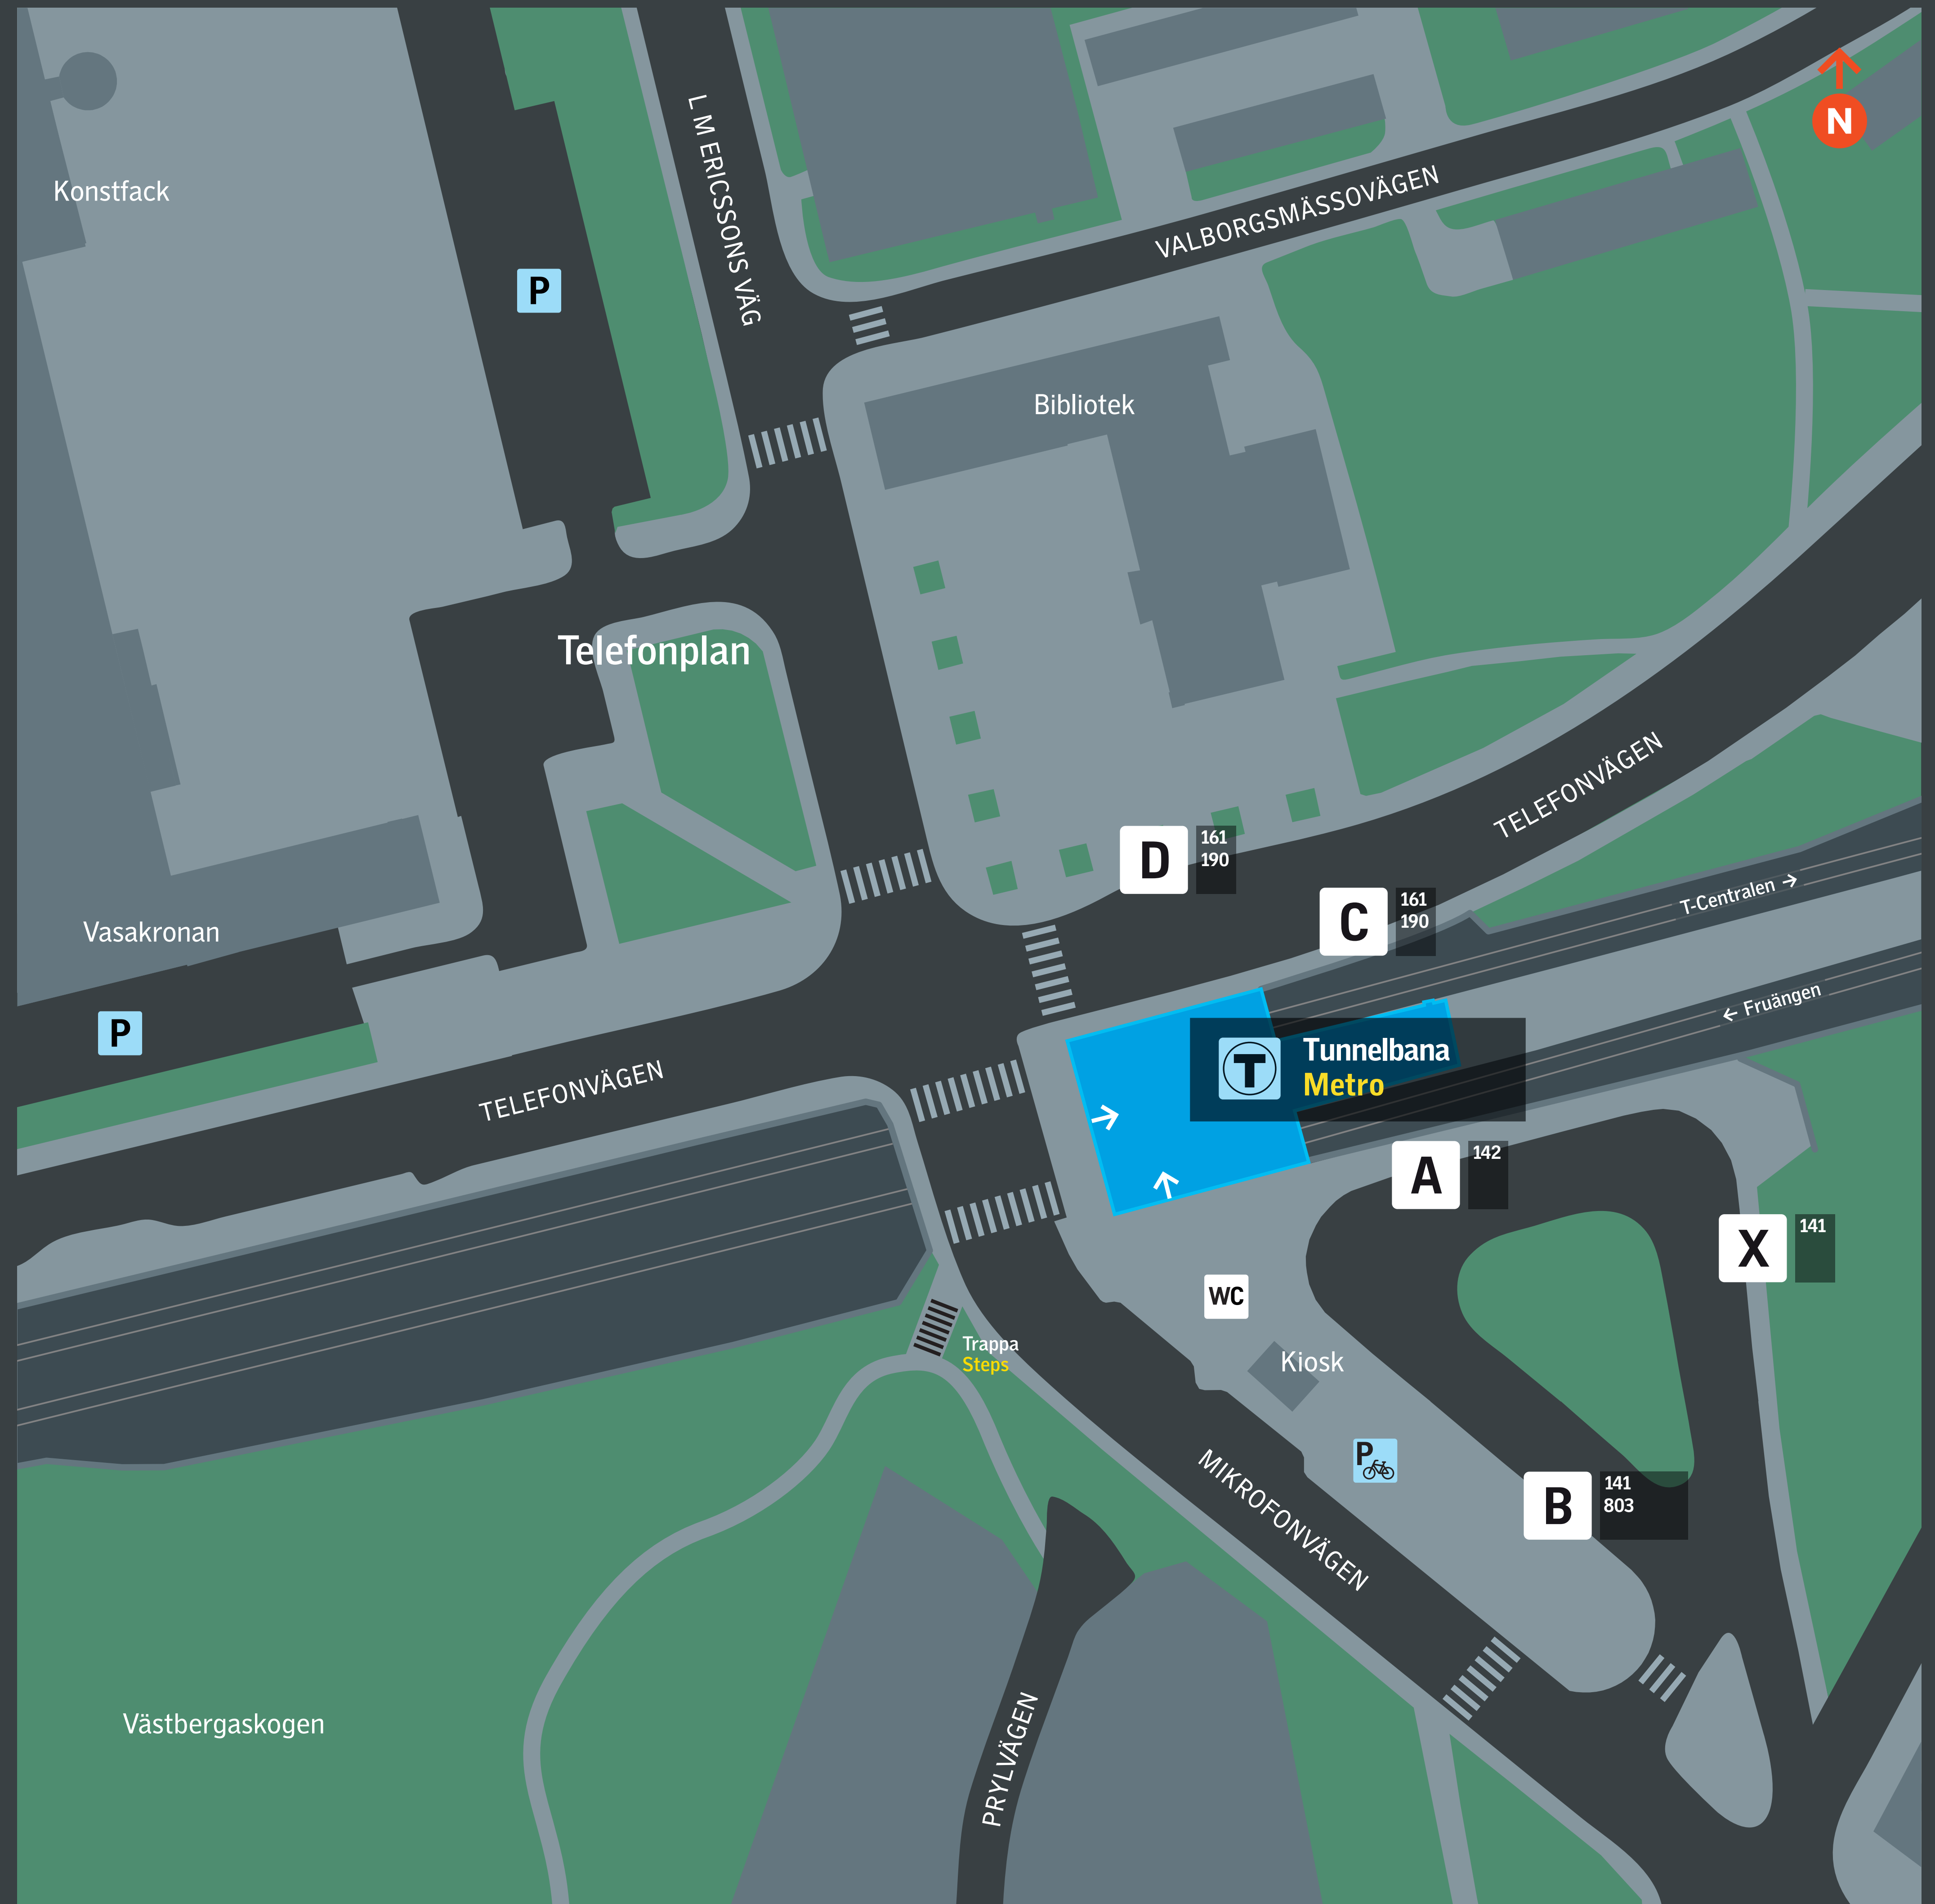 N
L M ERICSSONS VÄG
Konstfack
VALBORGSMÄSSOVÄGEN
P
Bibliotek
Telefonplan
TELEFONVÄGEN
D
161
190
C
161
190
T-Centralen →
Vasakronan
← Fruängen
P
T
Tunnelbana
Metro
TELEFONVÄGEN
A
142
X
141
WC
Trappa
Steps
Kiosk
P
B
141
803
MIKROFONVÄGEN
Västbergaskogen
PRYLVÄGEN